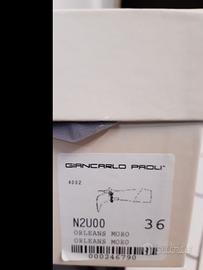 GIANCARLO PAOLI
4002
N2U00 36
ORLEANS MORO
ORLEANS MORO
000246790